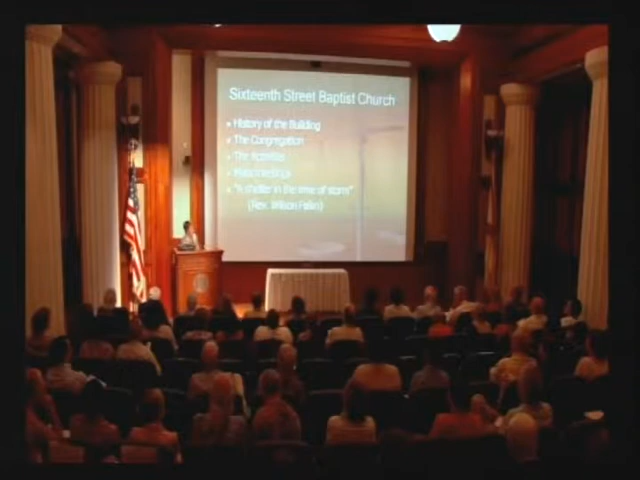 Sixteenth Street Baptist Church
• History of the Building
• The Congregation
• The
•
• "A shelter in the time of storm"
(Rev. Wilson Fallin)